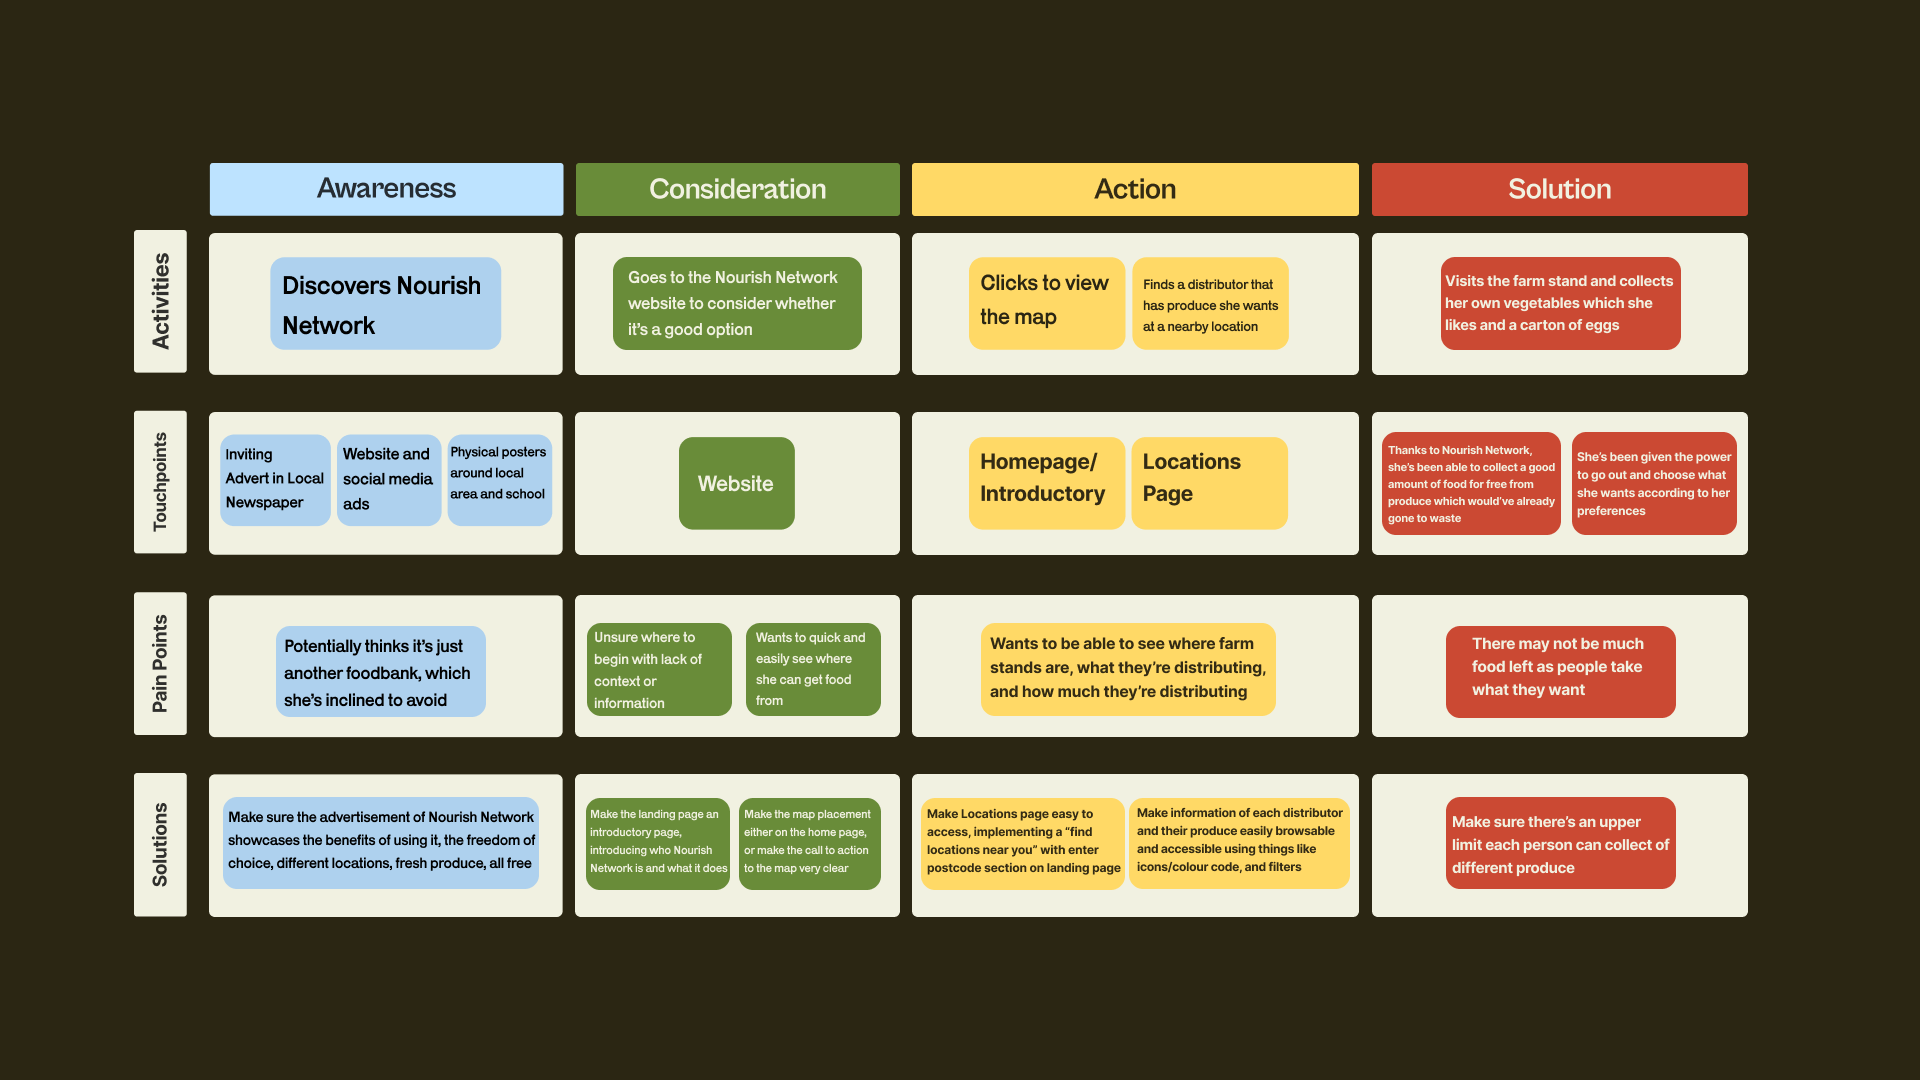 Awareness
Consideration
Action
Solution
Activities
Discovers Nourish
Network
Goes to the Nourish Network
website to consider whether
it's a good option
Clicks to view
the map
Finds a distributor that
has produce she wants
at a nearby location
Visits the farm stand and collects
her own vegetables which she
likes and a carton of eggs
Touchpoints
Inviting
Advert in Local
Newspaper
Website and
social media
ads
Physical posters
around local
area and school
Website
Homepage/
Introductory
Locations
Page
Thanks to Nourish Network,
she's been able to collect a good
amount of food for free from
produce which would've already
gone to waste
She's been given the power
to go out and choose what
she wants according to her
preferences
Pain Points
Potentially thinks it's just
another foodbank, which
she's inclined to avoid
Unsure where to
begin with lack of
context or
information
Wants to quick and
easily see where
she can get food
from
Wants to be able to see where farm
stands are, what they're distributing,
and how much they're distributing
There may not be much
food left as people take
what they want
Solutions
Make sure the advertisement of Nourish Network
showcases the benefits of using it, the freedom of
choice, different locations, fresh produce, all free
Make the landing page an
introductory page,
introducing who Nourish
Network is and what it does
Make the map placement
either on the home page,
or make the call to action
to the map very clear
Make Locations page easy to
access, implementing a "find
locations near you" with enter
postcode section on landing page
Make information of each distributor
and their produce easily browsable
and accessible using things like
icons/colour code, and filters
Make sure there's an upper
limit each person can collect of
different produce